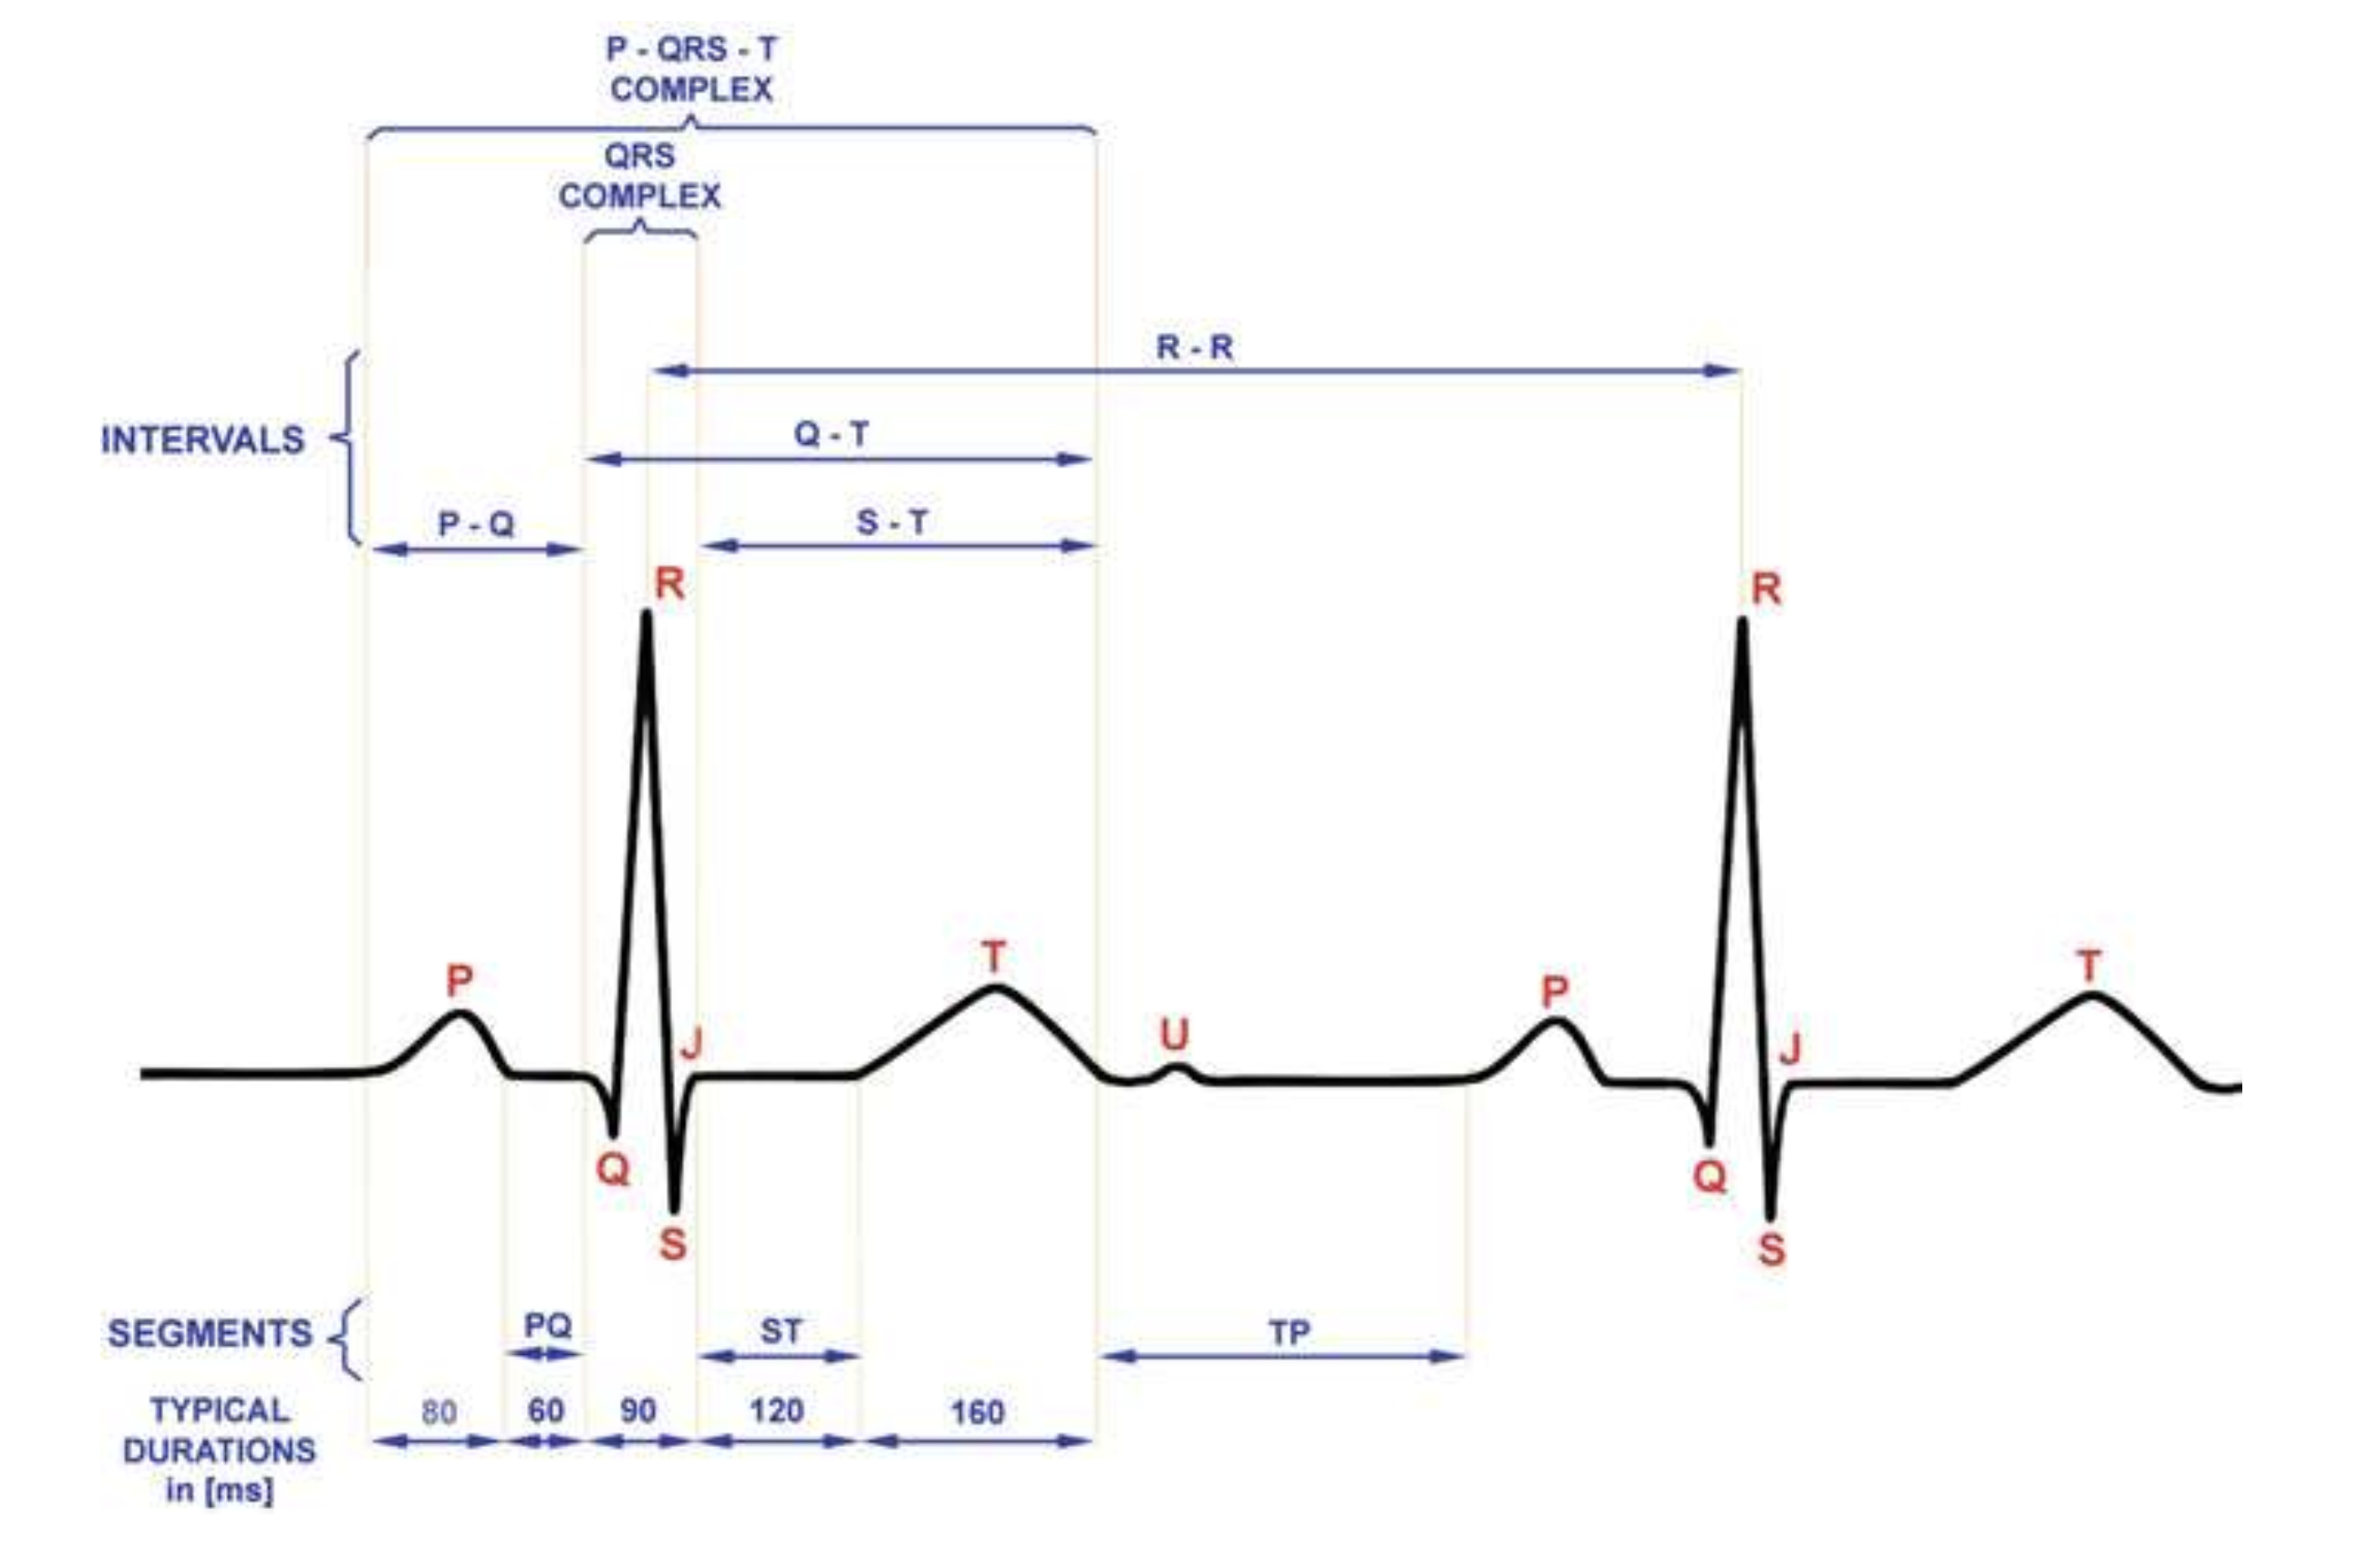 P - QRS - T
COMPLEX
QRS
COMPLEX
R - R
INTERVALS
Q - T
P - Q
S - T
R
R
P
J
T
U
P
J
T
Q
S
Q
S
SEGMENTS
PQ
ST
TP
TYPICAL
DURATIONS
in [ms]
80
60
90
120
160